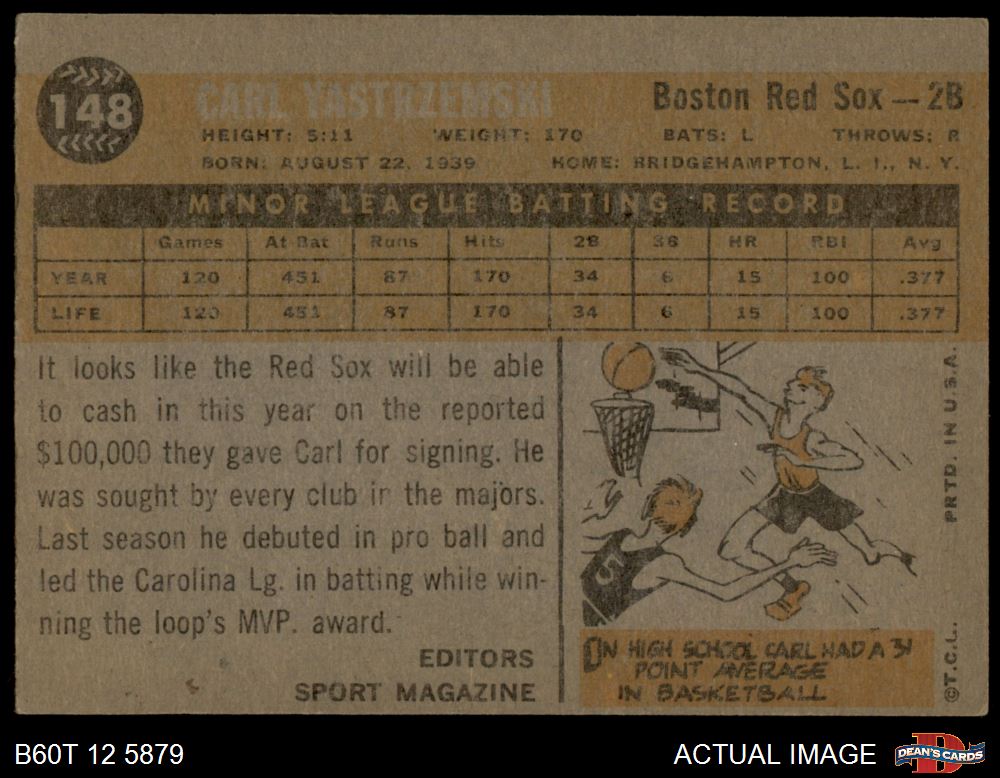 148
CARL YASTRZEMSKI
Boston Red Sox — 2B
HEIGHT: 5:11 WEIGHT: 170 BATS: L THROWS: R
BORN: AUGUST 22, 1939 HOME: BRIDGEHAMPTON, L. I., N. Y.
MINOR LEAGUE BATTING RECORD
Games At Bat Runs Hits 2B 3B HR RBI Avg
YEAR 120 451 87 170 34 6 15 100 .377
LIFE 120 451 87 170 34 6 15 100 .377
It looks like the Red Sox will be able
to cash in this year on the reported
$100,000 they gave Carl for signing. He
was sought by every club in the majors.
Last season he debuted in pro ball and
led the Carolina Lg. in batting while win-
ning the loop's MVP. award.
EDITORS
SPORT MAGAZINE
5
IN HIGH SCHOOL CARL HAD A 34
POINT AVERAGE
IN BASKETBALL
©T.C.G. PRTD. IN U.S.A.
B60T 12 5879
ACTUAL IMAGE
DEAN'S CARDS